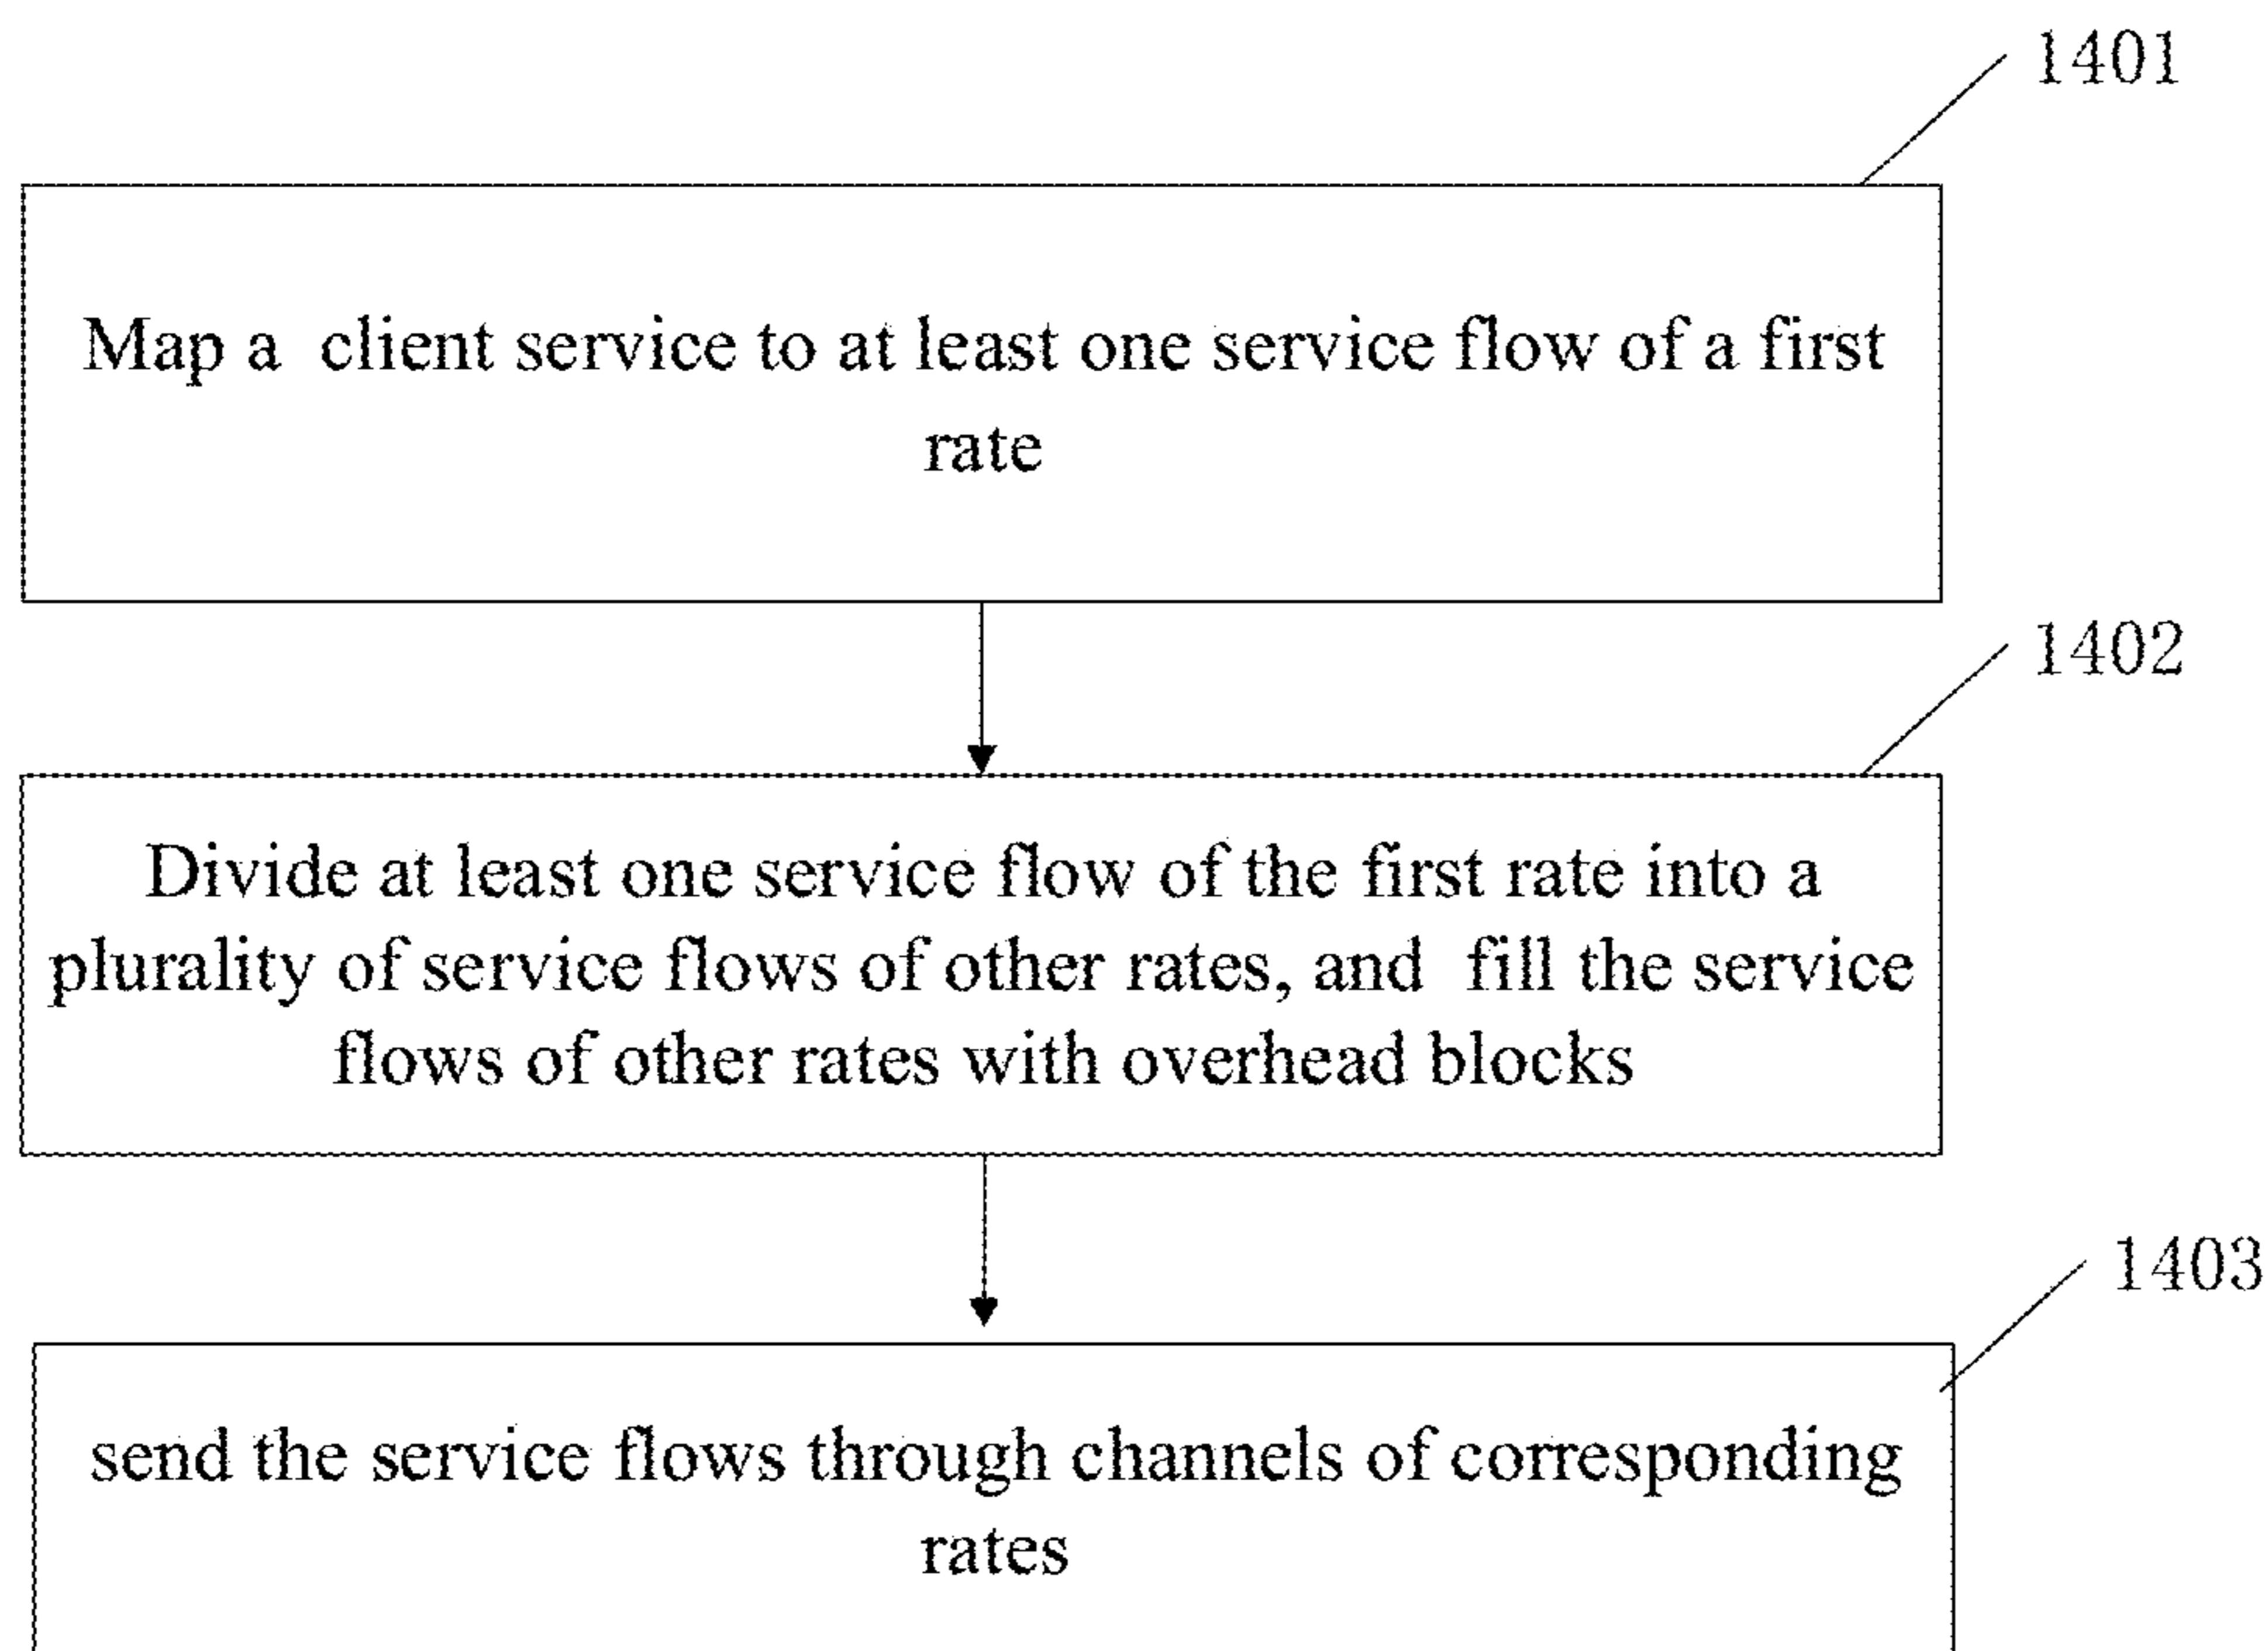 1401
Map a client service to at least one service flow of a first
rate
1402
Divide at least one service flow of the first rate into a
plurality of service flows of other rates, and fill the service
flows of other rates with overhead blocks
1403
send the service flows through channels of corresponding
rates